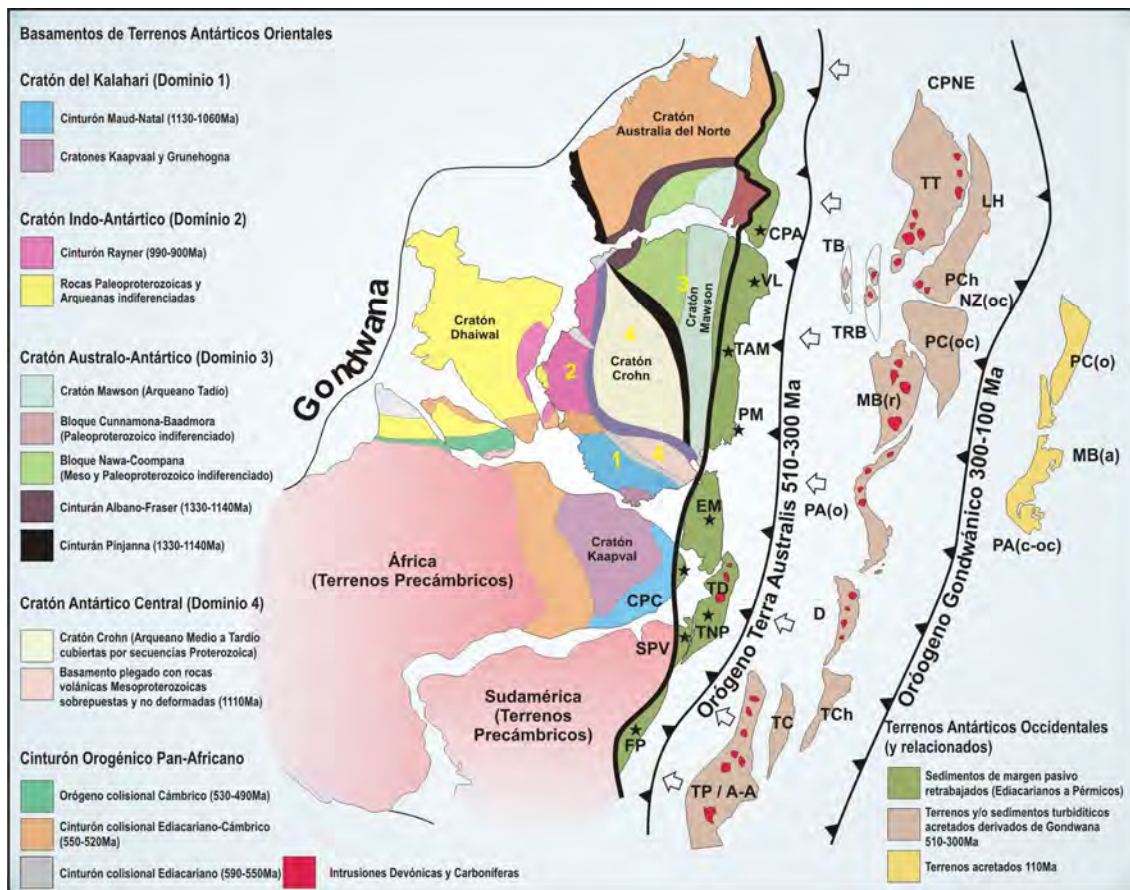 Basamentos de Terrenos Antárticos Orientales
Cratón del Kalahari (Dominio 1)
Cinturón Maud-Natal (1130-1060Ma)
Cratones Kaapvaal y Grunehogna
Cratón Indo-Antártico (Dominio 2)
Cinturón Rayner (990-900Ma)
Rocas Paleoproterozoicas y
Arqueanas indiferenciadas
Cratón Australo-Antártico (Dominio 3)
Cratón Mawson (Arqueano Tadío)
Bloque Cunnamona-Baadmora
(Paleoproterozoico indiferenciado)
Bloque Nawa-Coompana
(Meso y Paleoproterozoico indiferenciado)
Cinturán Albano-Fraser (1330-1140Ma)
Cinturán Pinjanna (1330-1140Ma)
Cratón Antártico Central (Dominio 4)
Cratón Crohn (Arqueano Medio a Tardío
cubiertas por secuencias Proterozoica)
Basamento plegado con rocas
volánicas Mesoproterozoicas
sobrepuestas y no deformadas (1110Ma)
Cinturón Orogénico Pan-Africano
Orógeno colisional Cámbrico (530-490Ma)
Cinturón colisional Ediacariano-Cámbrico
(550-520Ma)
Cinturón colisional Ediacariano (590-550Ma)
Intrusiones Devónicas y Carboníferas
Gondwana
Cratón
Australia del Norte
Cratón
Dhaiwal
Cratón
Crohn
Cratón
Mawson
Cratón
Kaapval
1
2
3
4
4
África
(Terrenos Precámbricos)
Sudamérica
(Terrenos
Precámbricos)
CPA
VL
TAM
PM
EM
TD
TNP
CPC
SPV
FP
Orógeno Terra Australis 510-300 Ma
CPNE
TT
LH
TB
PCh
NZ(oc)
TRB
PC(oc)
MB(r)
PA(o)
D
TC
TCh
TP / A-A
Orógeno Gondwánico 300-100 Ma
PC(o)
MB(a)
PA(c-oc)
Terrenos Antárticos Occidentales
(y relacionados)
Sedimentos de margen pasivo
retrabajados (Ediacarianos a Pérmicos)
Terrenos y/o sedimentos turbidíticos
acretados derivados de Gondwana
510-300Ma
Terrenos acretados 110Ma